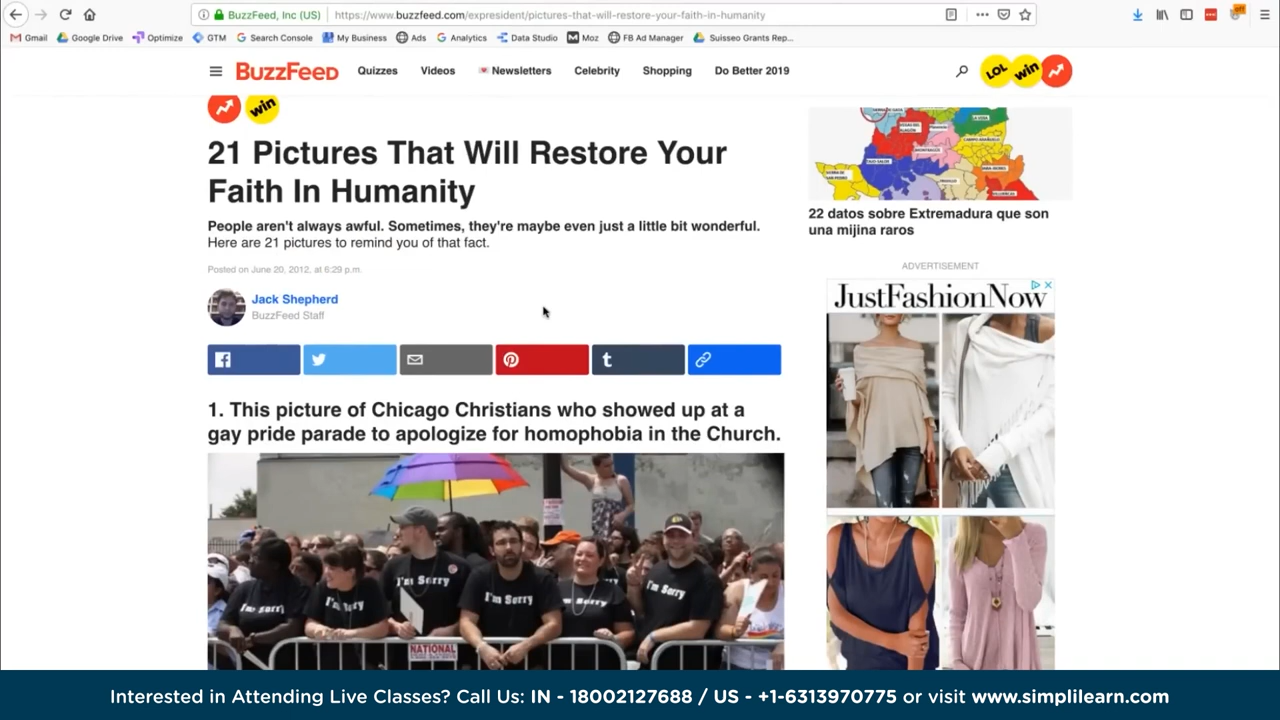 BuzzFeed, Inc (US)
https://www.buzzfeed.com/expresident/pictures-that-will-restore-your-faith-in-humanity
Gmail
Google Drive
Optimize
GTM
Search Console
My Business
Ads
Analytics
Data Studio
Moz
FB Ad Manager
Suisseo Grants Rep...
BuzzFeed
Quizzes
Videos
Newsletters
Celebrity
Shopping
Do Better 2019
LOL
win
win
21 Pictures That Will Restore Your
Faith In Humanity
People aren't always awful. Sometimes, they're maybe even just a little bit wonderful.
Here are 21 pictures to remind you of that fact.
Posted on June 20, 2012, at 6:29 p.m.
Jack Shepherd
BuzzFeed Staff
1. This picture of Chicago Christians who showed up at a
gay pride parade to apologize for homophobia in the Church.
I'm Sorry
I'm Sorry
I'm Sorry
I'm Sorry
I'm Sorry
I'm Sorry
NATIONAL
22 datos sobre Extremadura que son
una mijina raros
ADVERTISEMENT
JustFashionNow
Interested in Attending Live Classes? Call Us: IN - 18002127688 / US - +1-6313970775 or visit www.simplilearn.com